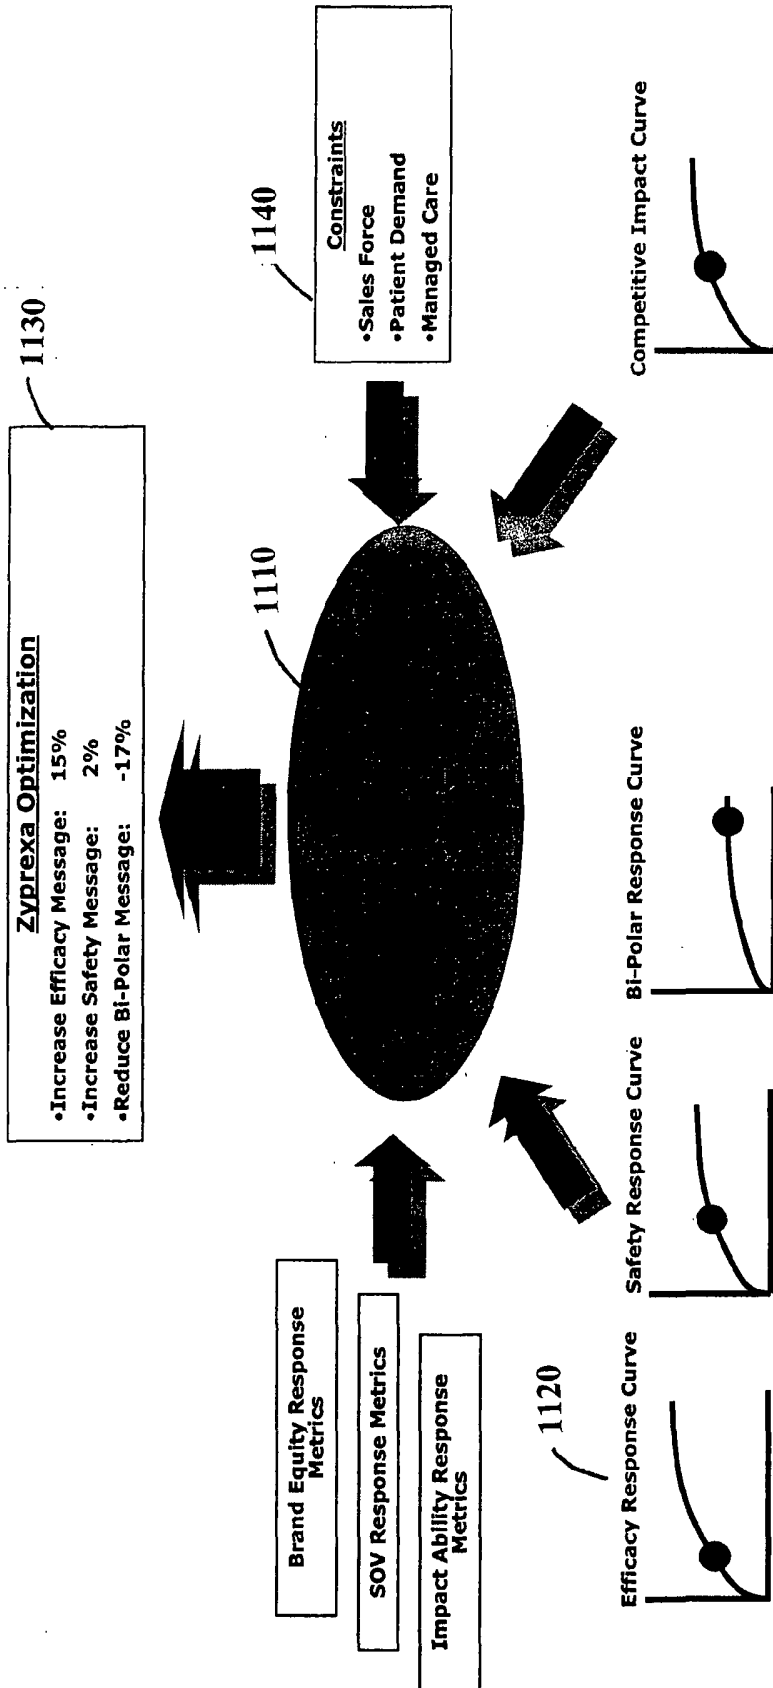 1130
Zyprexa Optimization
•Increase Efficacy Message: 15%
•Increase Safety Message: 2%
•Reduce Bi-Polar Message: -17%
1110
1140
Brand Equity Response
Metrics
SOV Response Metrics
Impact Ability Response
Metrics
Constraints
•Sales Force
•Patient Demand
•Managed Care
1120
Efficacy Response Curve
Safety Response Curve
Bi-Polar Response Curve
Competitive Impact Curve